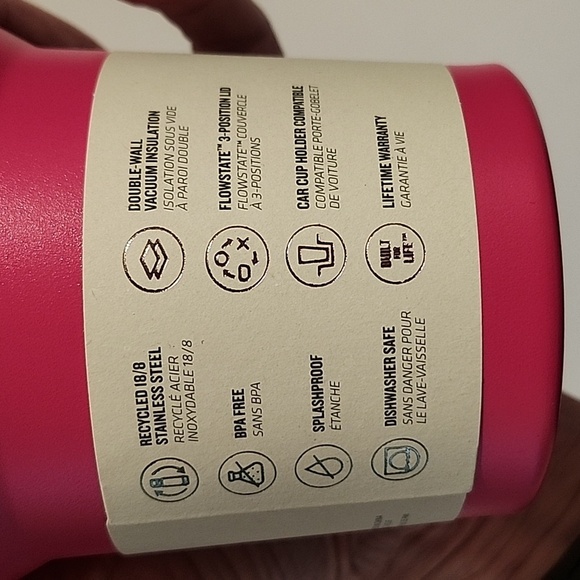 RECYCLED 18/8
STAINLESS STEEL
RECYCLÉ ACIER
INOXYDABLE 18/8
BPA FREE
SANS BPA
SPLASHPROOF
ÉTANCHE
DISHWASHER SAFE
SANS DANGER POUR
LE LAVE-VAISSELLE
DOUBLE-WALL
VACUUM INSULATION
ISOLATION SOUS VIDE
À PAROI DOUBLE
FLOWSTATE™ 3-POSITION LID
FLOWSTATE™ COUVERCLE
À 3-POSITIONS
CAR CUP HOLDER COMPATIBLE
COMPATIBLE PORTE-GOBELET
DE VOITURE
BUILT
FOR
LIFE™
LIFETIME WARRANTY
GARANTIE À VIE